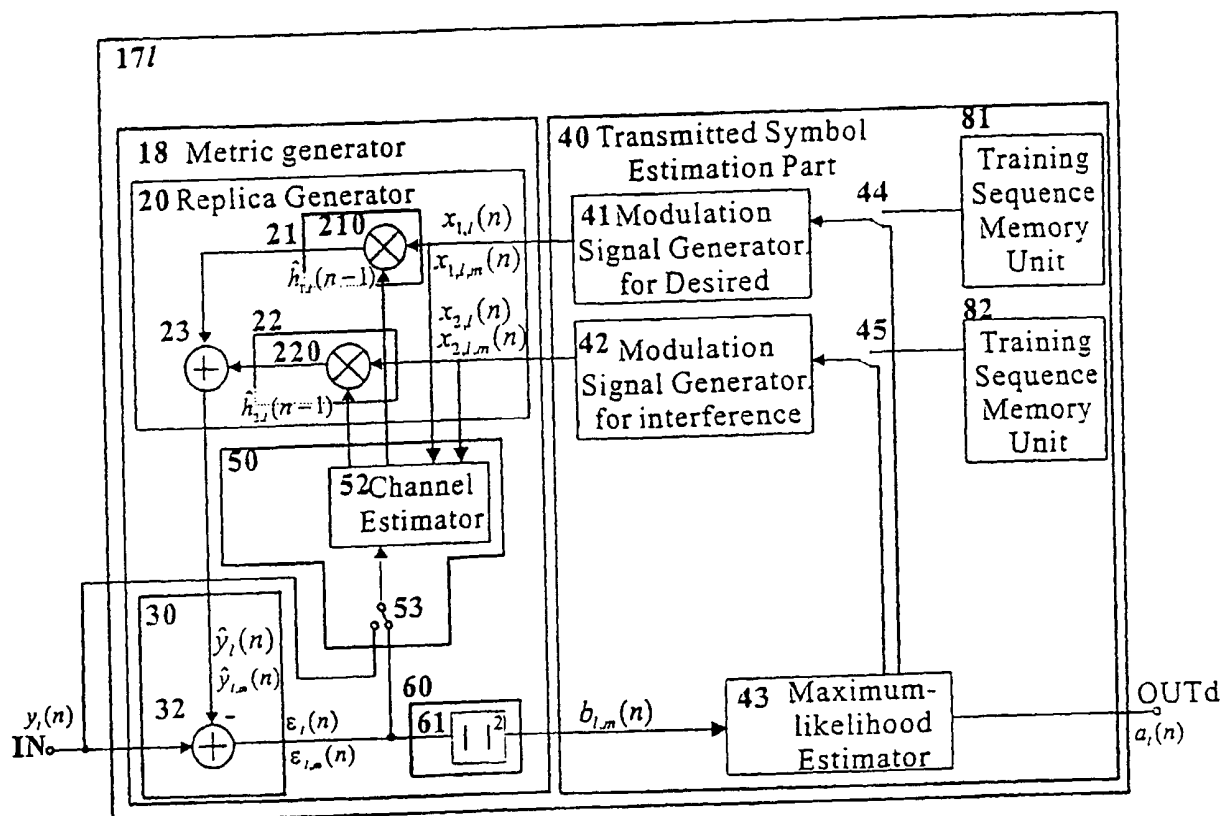 17l
18 Metric generator
20 Replica Generator
21
210
x₁,ₗ(n)
x₁,ₗ,ₘ(n)
ĥ₁,ₗ(n−1)
x₂,ₗ(n)
x₂,ₗ,ₘ(n)
23
22
220
ĥ₂,ₗ(n−1)
+
50
52 Channel
Estimator
53
30
ŷₗ(n)
ŷₗ,ₘ(n)
32
-
+
yₗ(n)
IN
εₗ(n)
εₗ,ₘ(n)
60
61
| |²
bₗ,ₘ(n)
40 Transmitted Symbol
Estimation Part
41 Modulation
Signal Generator
for Desired
44
81
Training
Sequence
Memory
Unit
42 Modulation
Signal Generator
for interference
45
82
Training
Sequence
Memory
Unit
43 Maximum-
likelihood
Estimator
OUTd
aₗ(n)